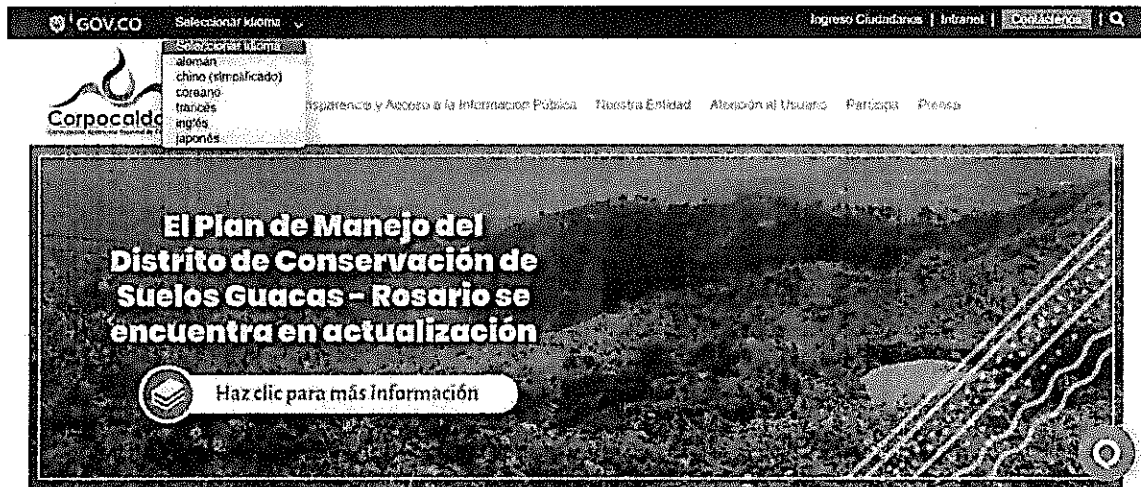 GOV.CO
Seleccionar idioma
Ingreso Ciudadanos | Intranet | Contáctenos |
Seleccionar idioma
alemán
chino (simplificado)
coreano
francés
inglés
japonés
Corpocalda
nsparencia y Acceso a la Información Pública
Nuestra Entidad
Atención al Usuario
Participa
Prensa
El Plan de Manejo del
Distrito de Conservación de
Suelos Guacas – Rosario se
encuentra en actualización
Haz clic para más información